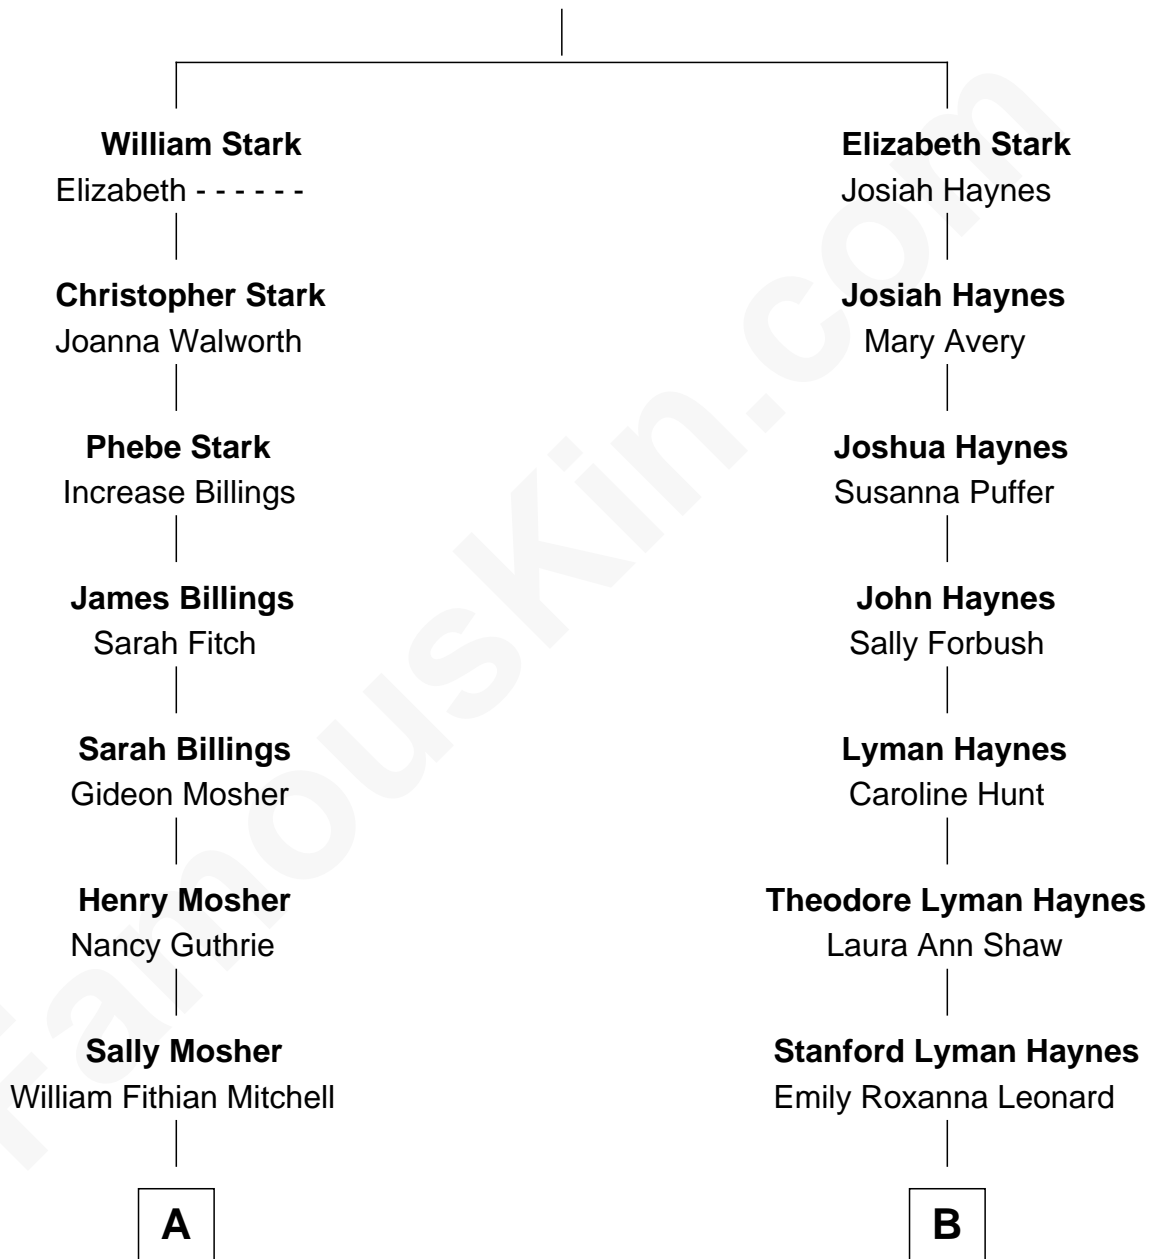 William Stark
Elizabeth - - - - - -
Christopher Stark
Joanna Walworth
Phebe Stark
Increase Billings
James Billings
Sarah Fitch
Sarah Billings
Gideon Mosher
Henry Mosher
Nancy Guthrie
Sally Mosher
William Fithian Mitchell
A
Elizabeth Stark
Josiah Haynes
Josiah Haynes
Mary Avery
Joshua Haynes
Susanna Puffer
John Haynes
Sally Forbush
Lyman Haynes
Caroline Hunt
Theodore Lyman Haynes
Laura Ann Shaw
Stanford Lyman Haynes
Emily Roxanna Leonard
B
FamousKin.com